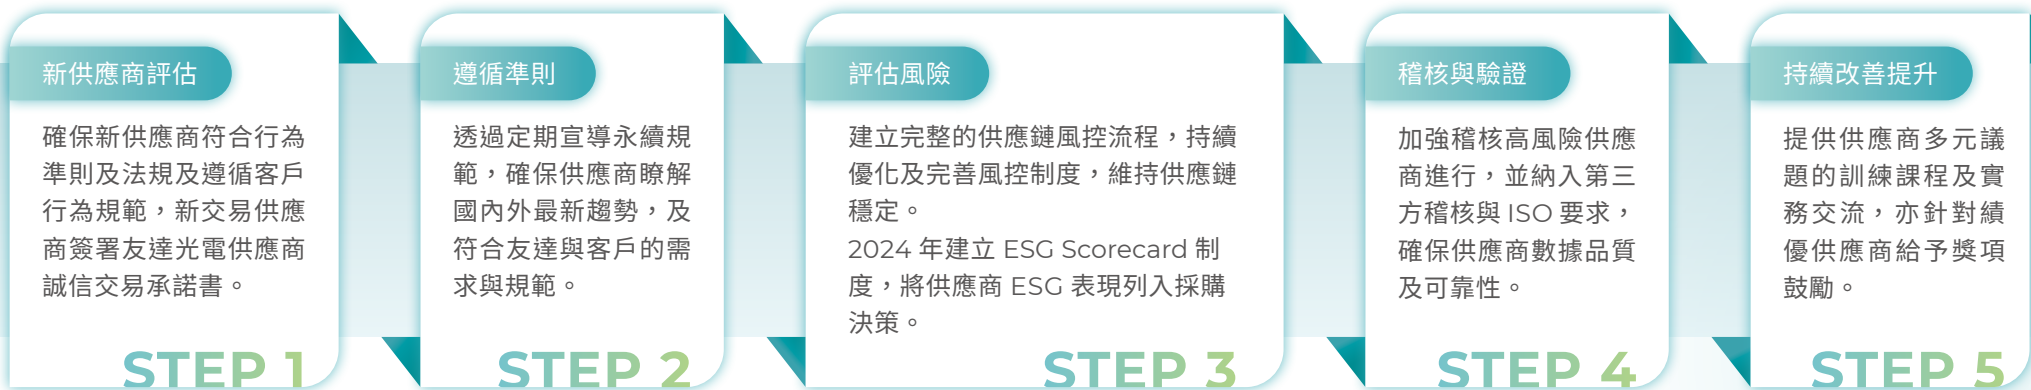 新供應商評估
確保新供應商符合行為
準則及法規及遵循客戶
行為規範，新交易供應
商簽署友達光電供應商
誠信交易承諾書。
STEP 1
遵循準則
透過定期宣導永續規
範，確保供應商瞭解
國內外最新趨勢，及
符合友達與客戶的需
求與規範。
STEP 2
評估風險
建立完整的供應鏈風控流程，持續
優化及完善風控制度，維持供應鏈
穩定。
2024 年建立 ESG Scorecard 制
度，將供應商 ESG 表現列入採購
決策。
STEP 3
稽核與驗證
加強稽核高風險供應
商進行，並納入第三
方稽核與 ISO 要求，
確保供應商數據品質
及可靠性。
STEP 4
持續改善提升
提供供應商多元議
題的訓練課程及實
務交流，亦針對績
優供應商給予獎項
鼓勵。
STEP 5